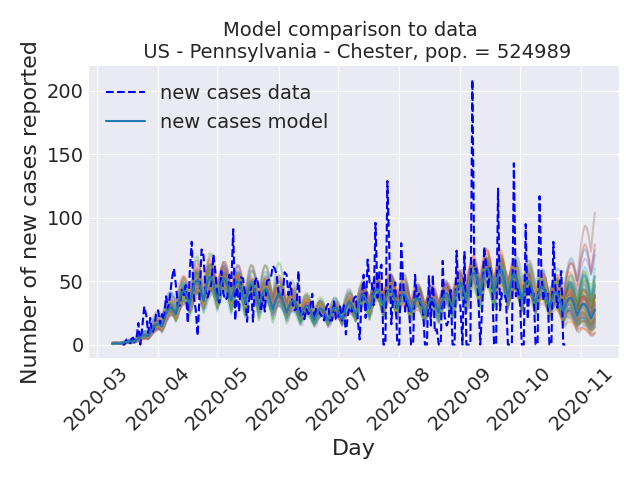 Model comparison to data
US - Pennsylvania - Chester, pop. = 524989
Number of new cases reported
200
150
100
50
0
new cases data
new cases model
2020-03
2020-04
2020-05
2020-06
2020-07
2020-08
2020-09
2020-10
2020-11
Day